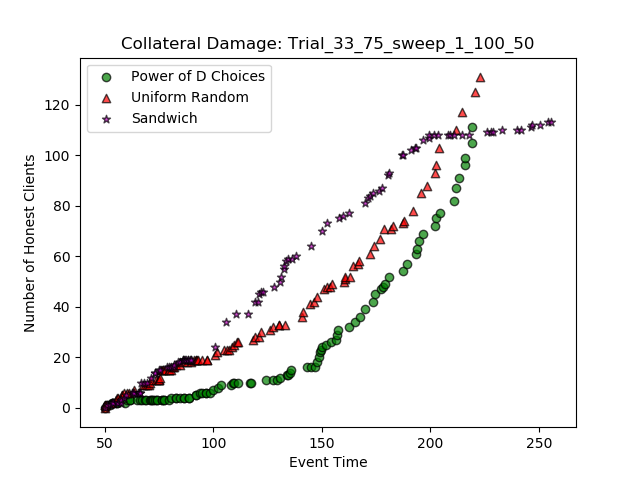 Collateral Damage: Trial_33_75_sweep_1_100_50
Power of D Choices
Uniform Random
Sandwich
Number of Honest Clients
120
100
80
60
40
20
0
50
100
150
200
250
Event Time